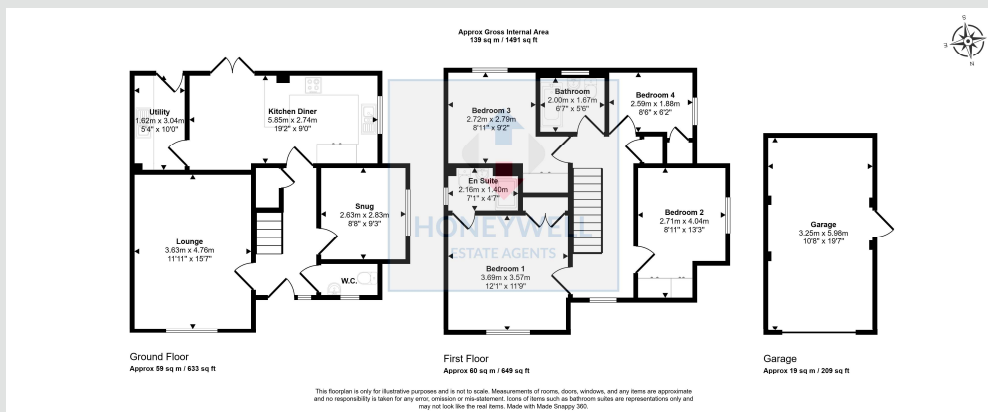 Approx Gross Internal Area
139 sq m / 1491 sq ft
S
E
W
N
Utility
1.62m x 3.04m
5'4" x 10'0"
Kitchen Diner
5.85m x 2.74m
19'2" x 9'0"
Lounge
3.63m x 4.76m
11'11" x 15'7"
Snug
2.63m x 2.83m
8'8" x 9'3"
W.C.
Ground Floor
Approx 59 sq m / 633 sq ft
Bedroom 3
2.72m x 2.79m
8'11" x 9'2"
Bathroom
2.00m x 1.67m
6'7" x 5'6"
Bedroom 4
2.59m x 1.88m
8'6" x 6'2"
En Suite
2.16m x 1.40m
7'1" x 4'7"
HONEYWELL
ESTATE AGENTS
Bedroom 2
2.71m x 4.04m
8'11" x 13'3"
Bedroom 1
3.69m x 3.57m
12'1" x 11'9"
First Floor
Approx 60 sq m / 649 sq ft
Garage
3.25m x 5.98m
10'8" x 19'7"
Garage
Approx 19 sq m / 209 sq ft
This floorplan is only for illustrative purposes and is not to scale. Measurements of rooms, doors, windows, and any items are approximate
and no responsibility is taken for any error, omission or mis-statement. Icons of items such as bathroom suites are representations only and
may not look like the real items. Made with Made Snappy 360.